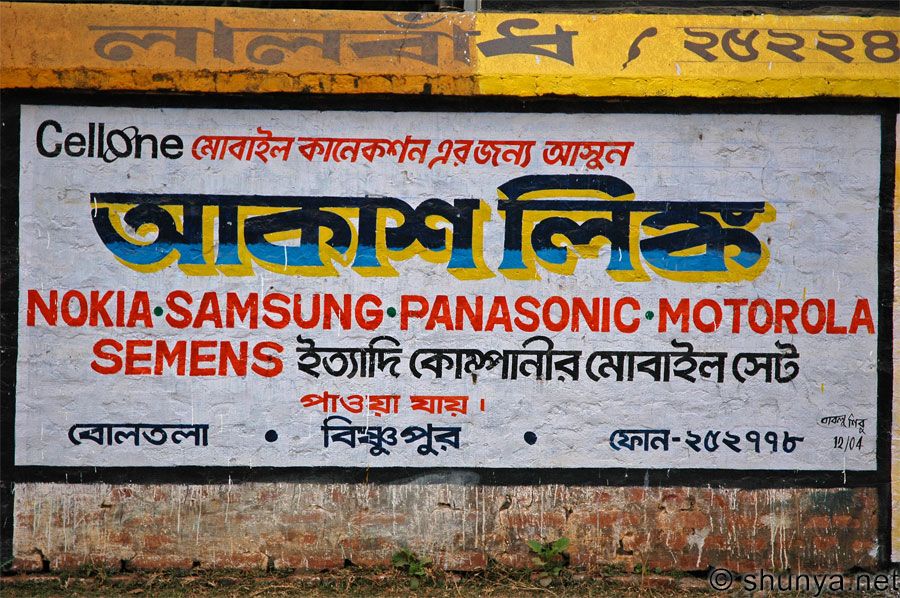 লালবাঁধ ২৫২২৪
CellOne মোবাইল কানেকশন এর জন্য আসুন
আকাশ লিঙ্ক
NOKIA·SAMSUNG·PANASONIC·MOTOROLA
SEMENS ইত্যাদি কোম্পানীর মোবাইল সেট
পাওয়া যায়।
বোলতলা • বিষ্ণুপুর • ফোন-২৫২৭৭৮
বাবলু
12/04
© shunya.net